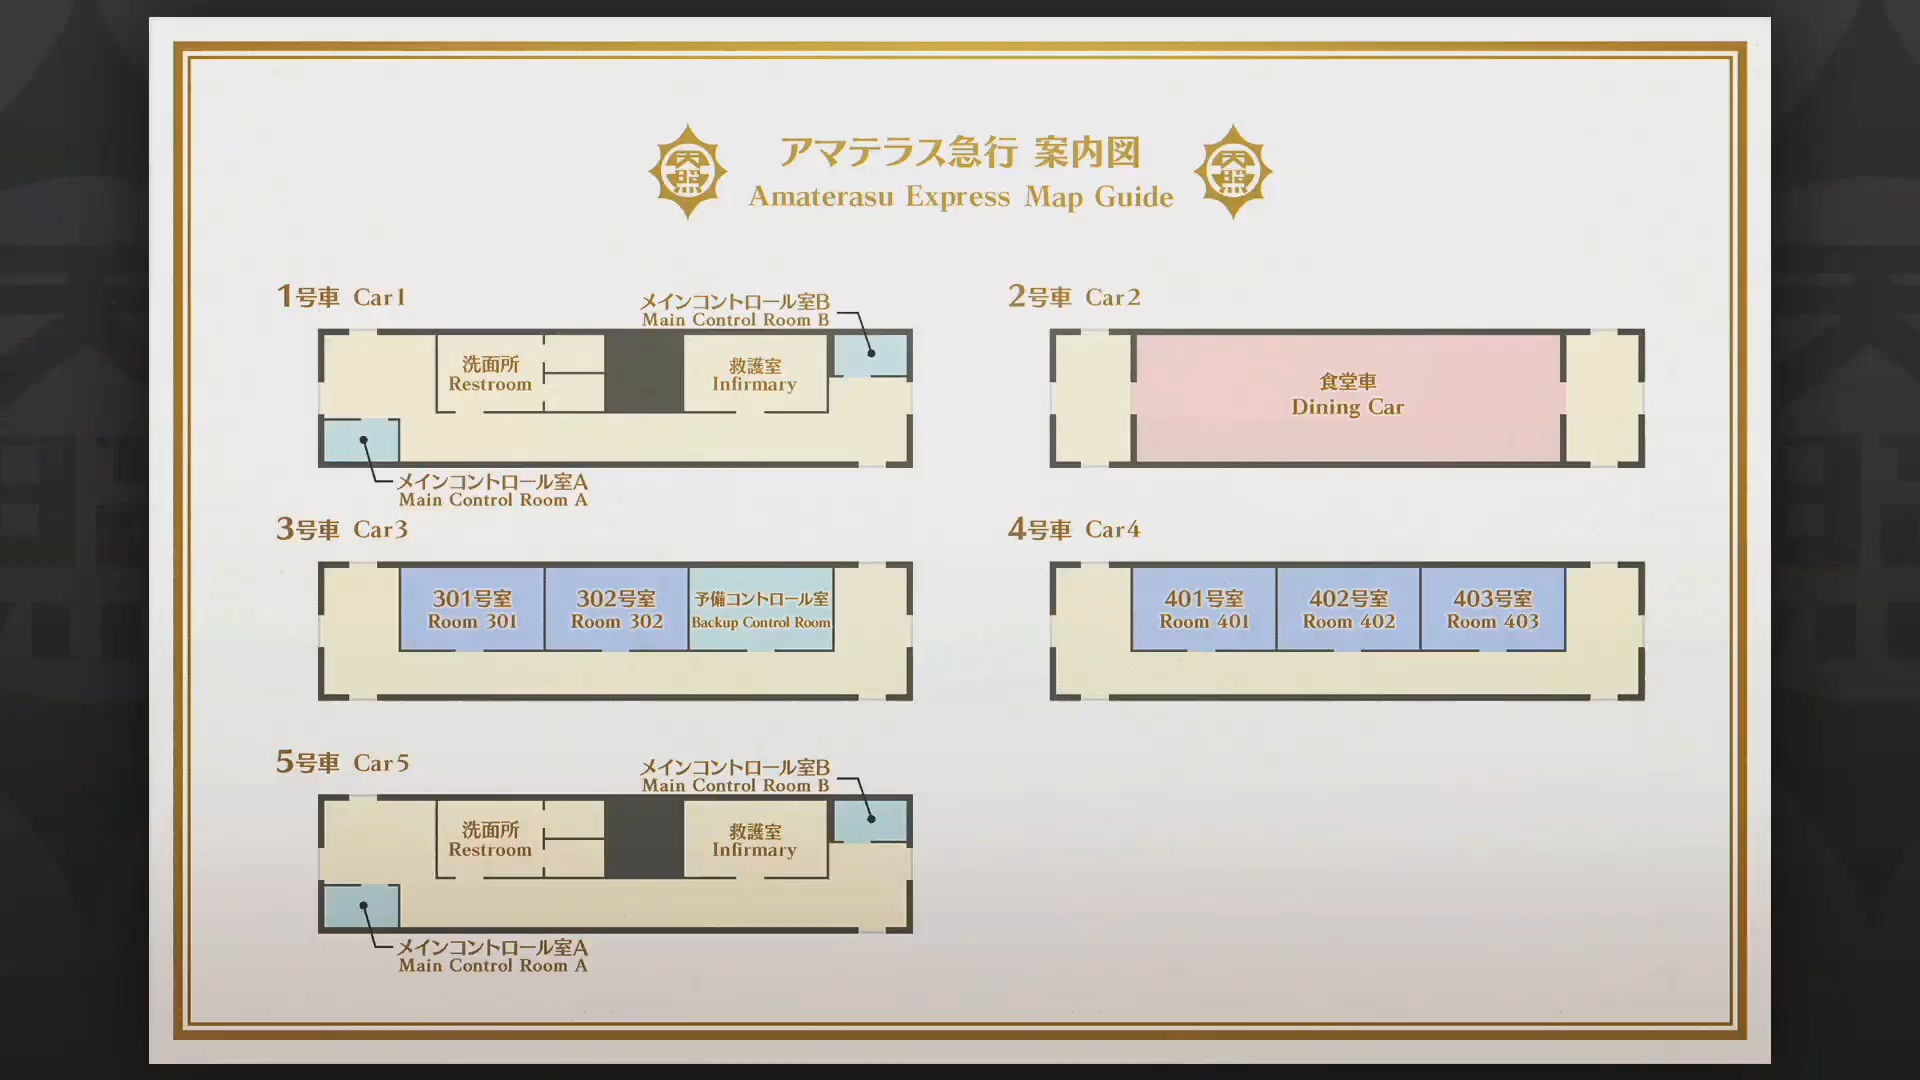 アマテラス急行 案内図
Amaterasu Express Map Guide
天照
天照
1号車 Car1
メインコントロール室B
Main Control Room B
洗面所
Restroom
救護室
Infirmary
メインコントロール室A
Main Control Room A
2号車 Car2
食堂車
Dining Car
3号車 Car3
301号室
Room 301
302号室
Room 302
予備コントロール室
Backup Control Room
4号車 Car4
401号室
Room 401
402号室
Room 402
403号室
Room 403
5号車 Car5
メインコントロール室B
Main Control Room B
洗面所
Restroom
救護室
Infirmary
メインコントロール室A
Main Control Room A